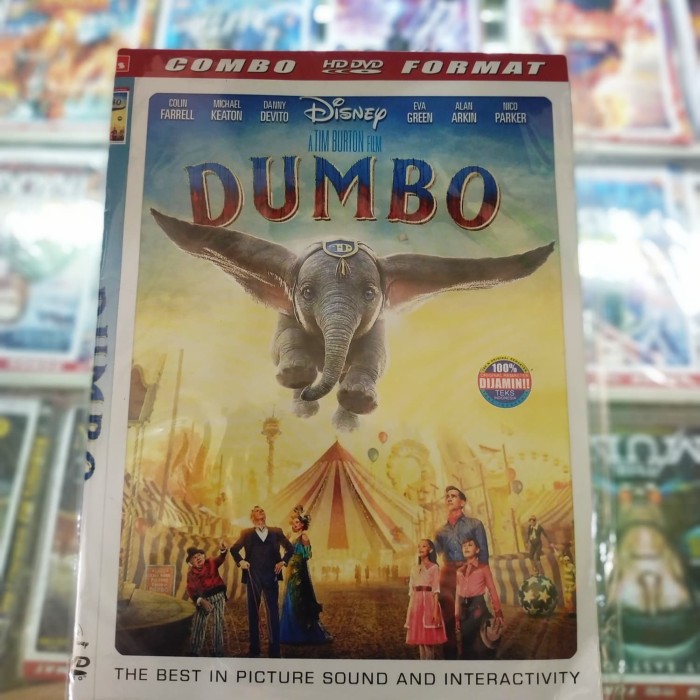 COMBO HD DVD FORMAT
COLIN FARRELL
MICHAEL KEATON
DANNY DEVITO
Disney
EVA GREEN
ALAN ARKIN
NICO PARKER
A TIM BURTON FILM
DUMBO
100%
DIJAMIN!!
TEKS
INDONESIA
DUMBO
THE BEST IN PICTURE SOUND AND INTERACTIVITY